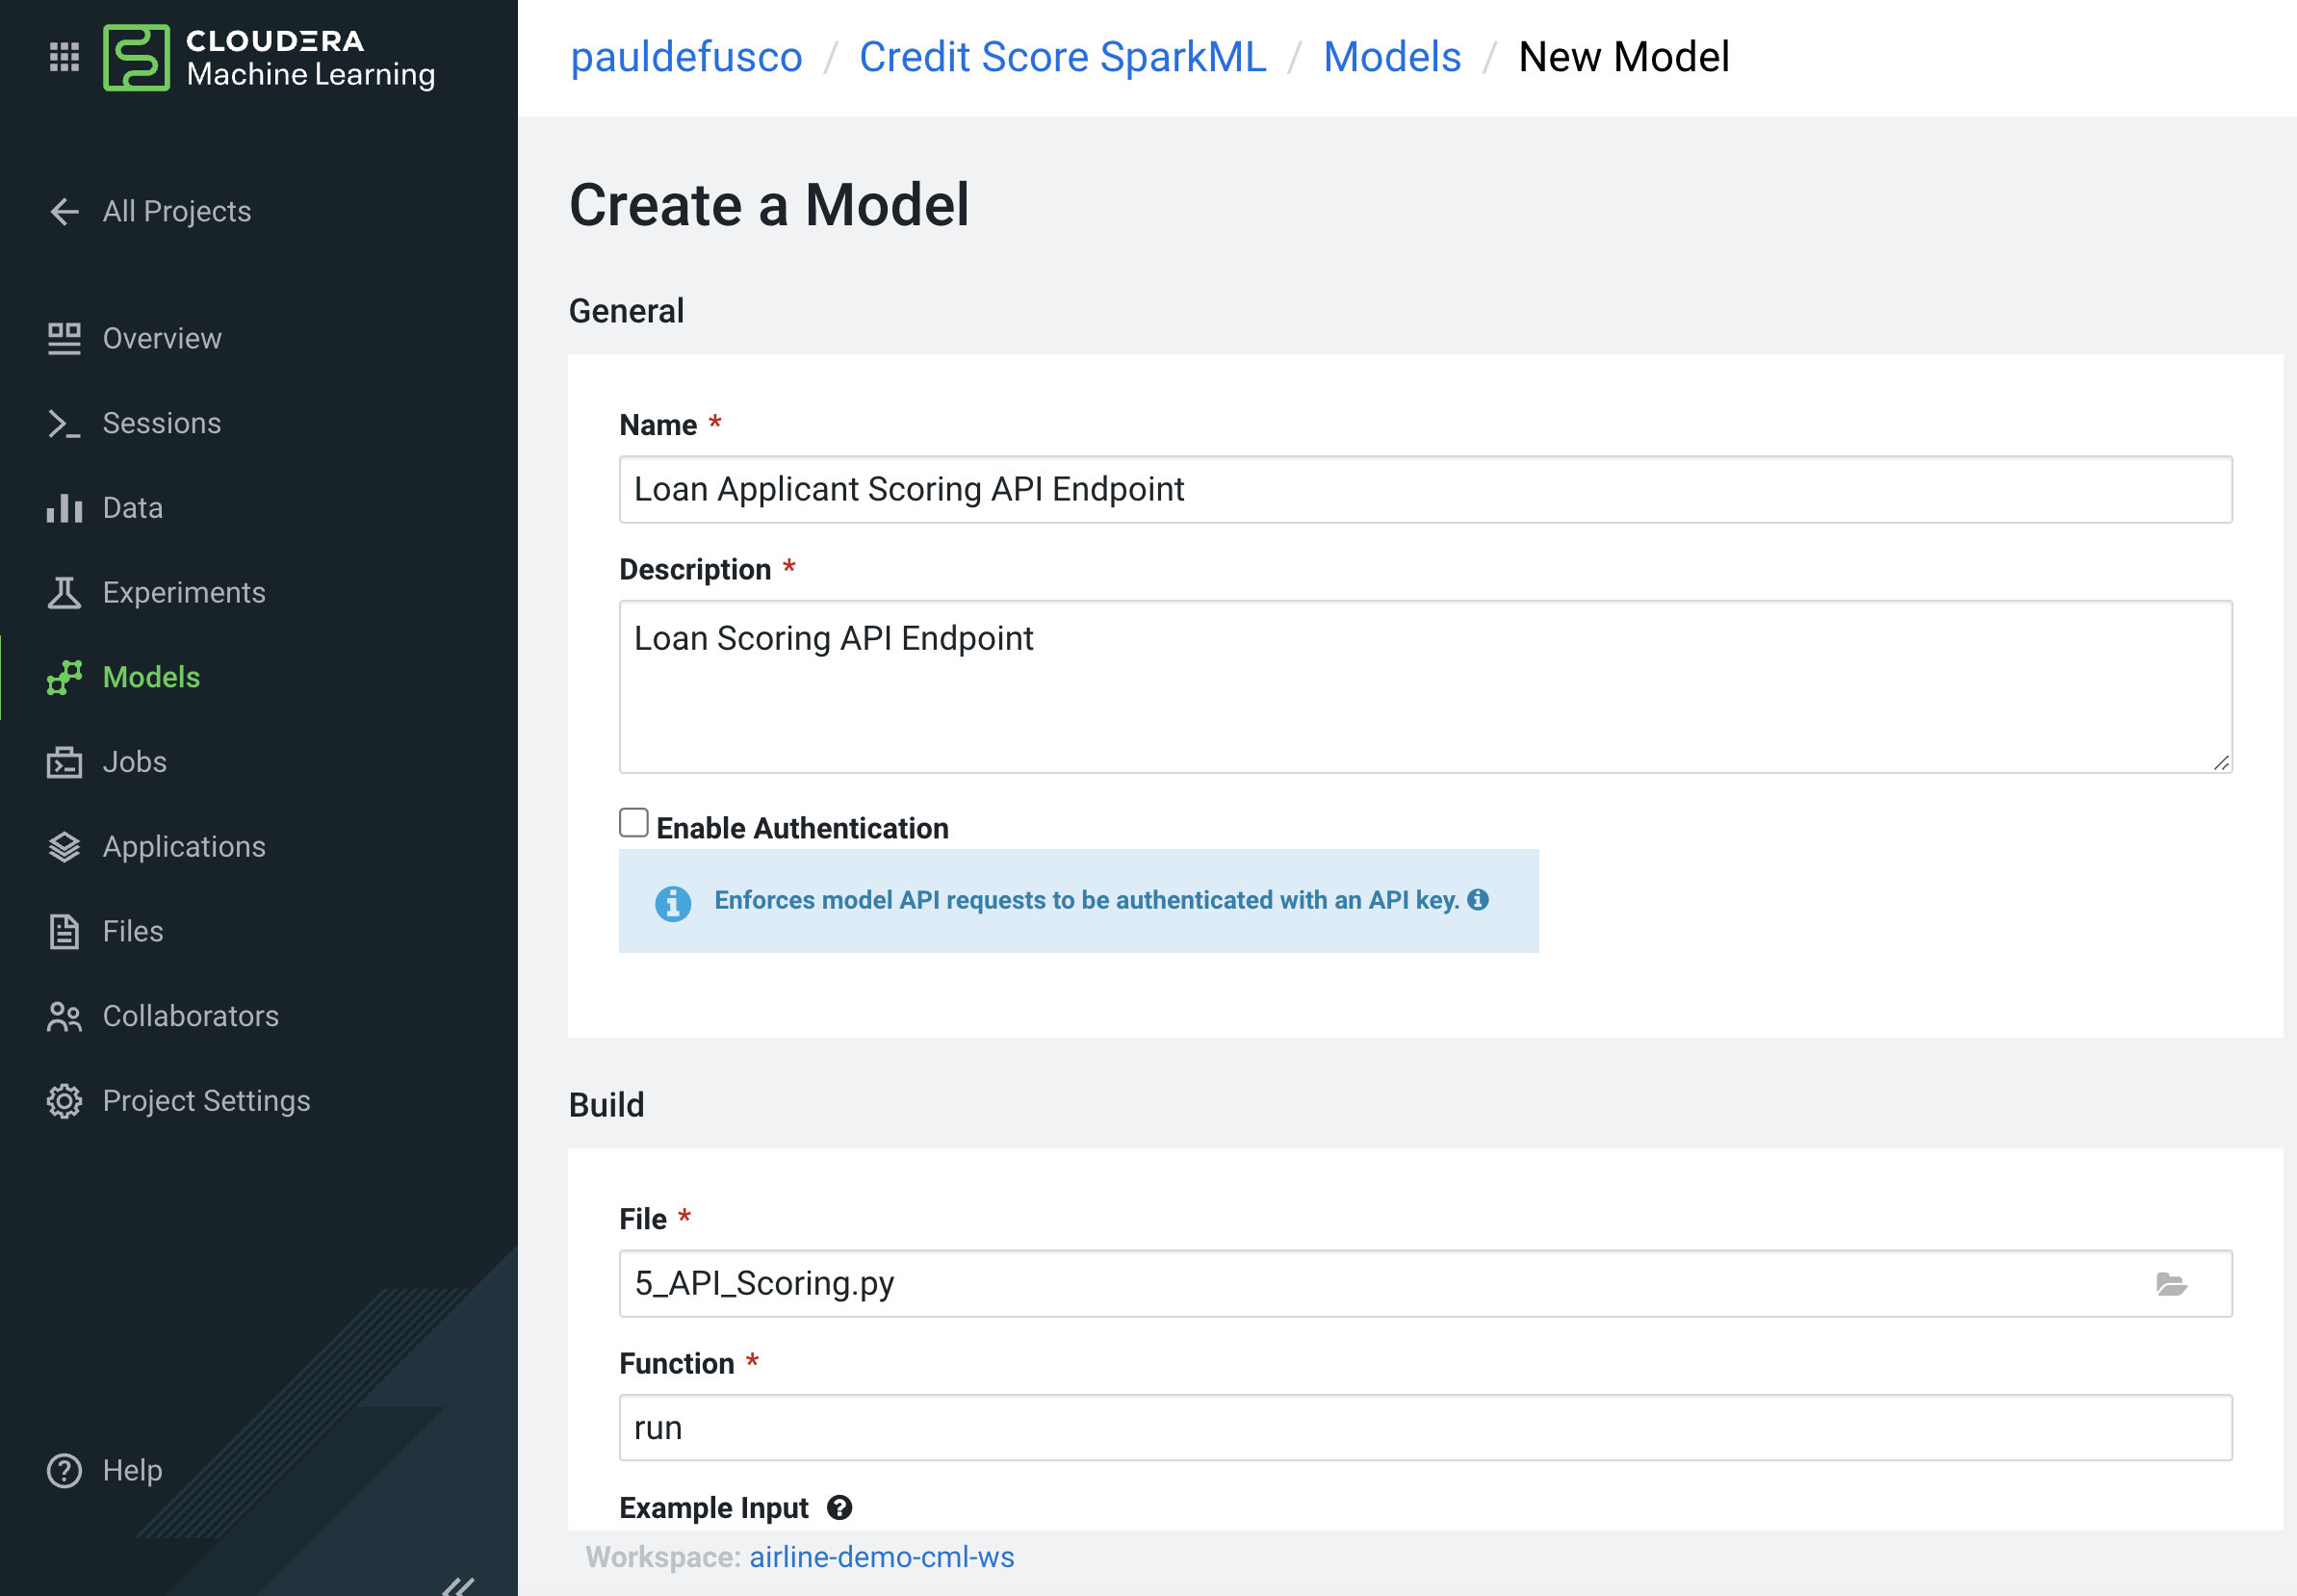 CLOUDERA
Machine Learning
All Projects
Overview
Sessions
Data
Experiments
Models
Jobs
Applications
Files
Collaborators
Project Settings
Help
pauldefusco / Credit Score SparkML / Models / New Model
Create a Model
General
Name *
Loan Applicant Scoring API Endpoint
Description *
Loan Scoring API Endpoint
Enable Authentication
Enforces model API requests to be authenticated with an API key.
Build
File *
5_API_Scoring.py
Function *
run
Example Input
Workspace: airline-demo-cml-ws